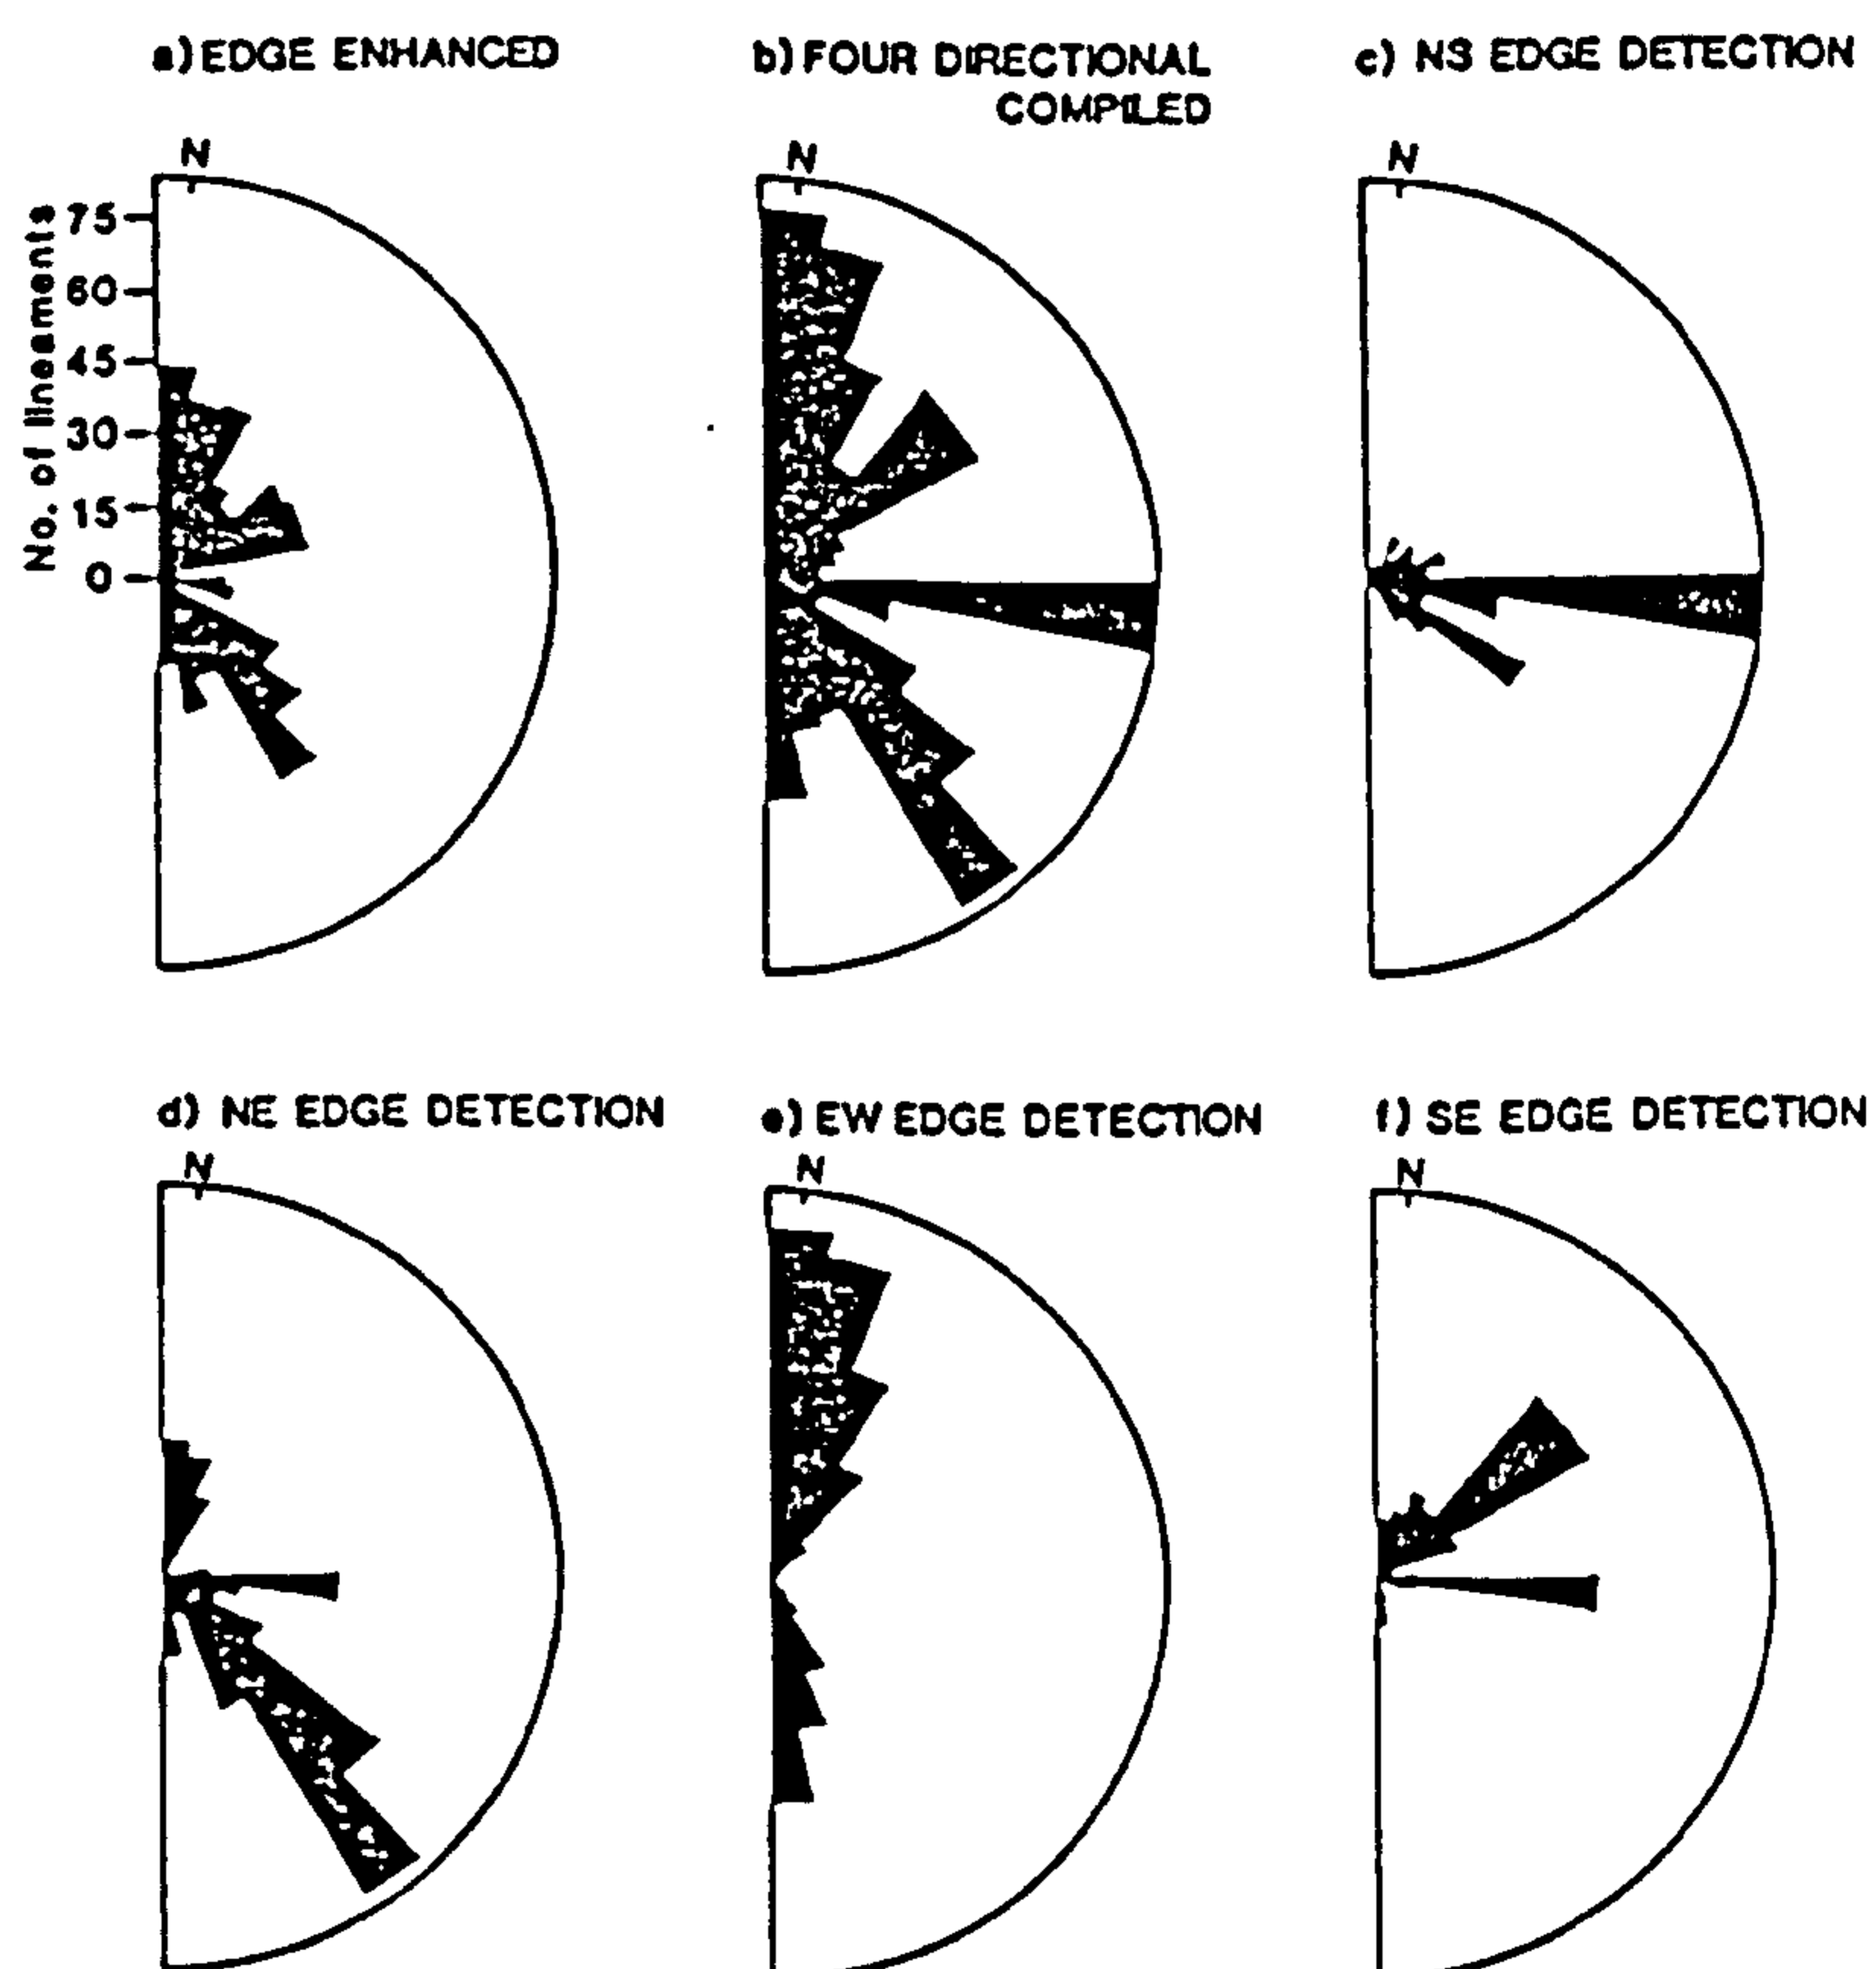 a) EDGE ENHANCED
b) FOUR DIRECTIONAL
COMPILED
c) NS EDGE DETECTION
N
N
N
No. of lineaments
75
60
45
30
15
0
d) NE EDGE DETECTION
e) EW EDGE DETECTION
f) SE EDGE DETECTION
N
N
N